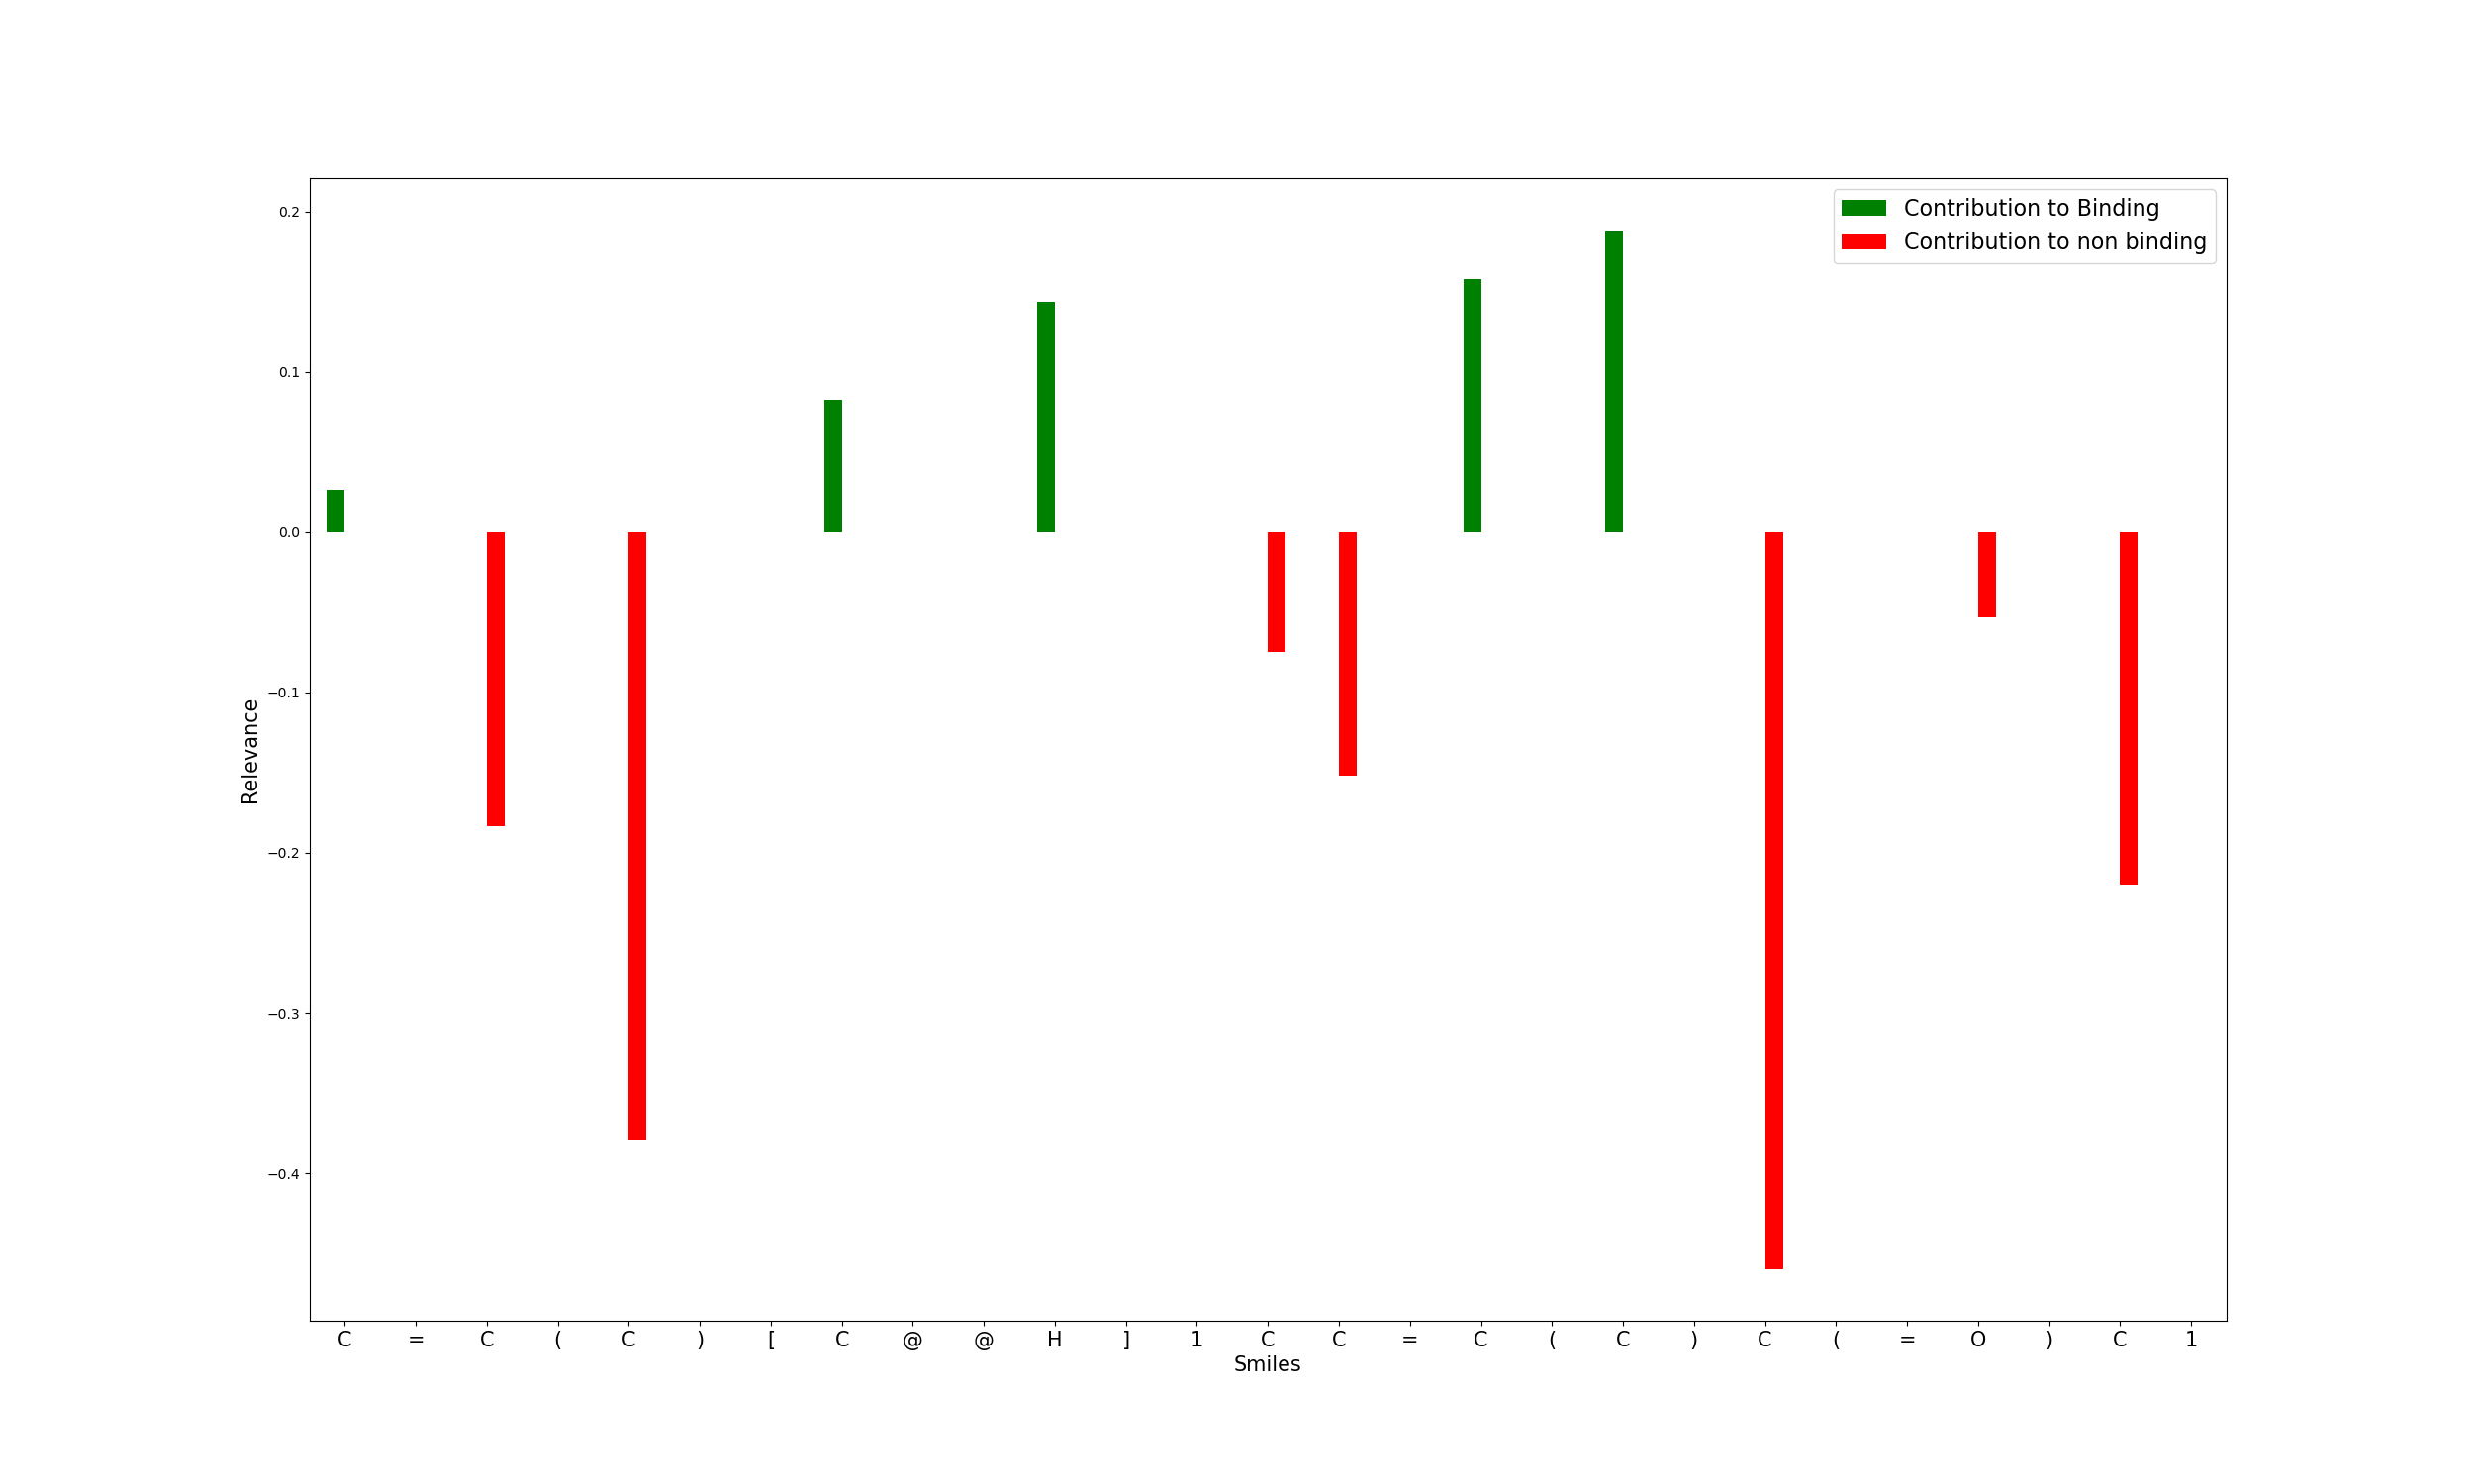 Contribution to Binding
Contribution to non binding
0.2
0.1
0.0
−0.1
−0.2
−0.3
−0.4
Relevance
C = C ( C ) [ C @ @ H ] 1 C C = C ( C ) C ( = O ) C 1
Smiles